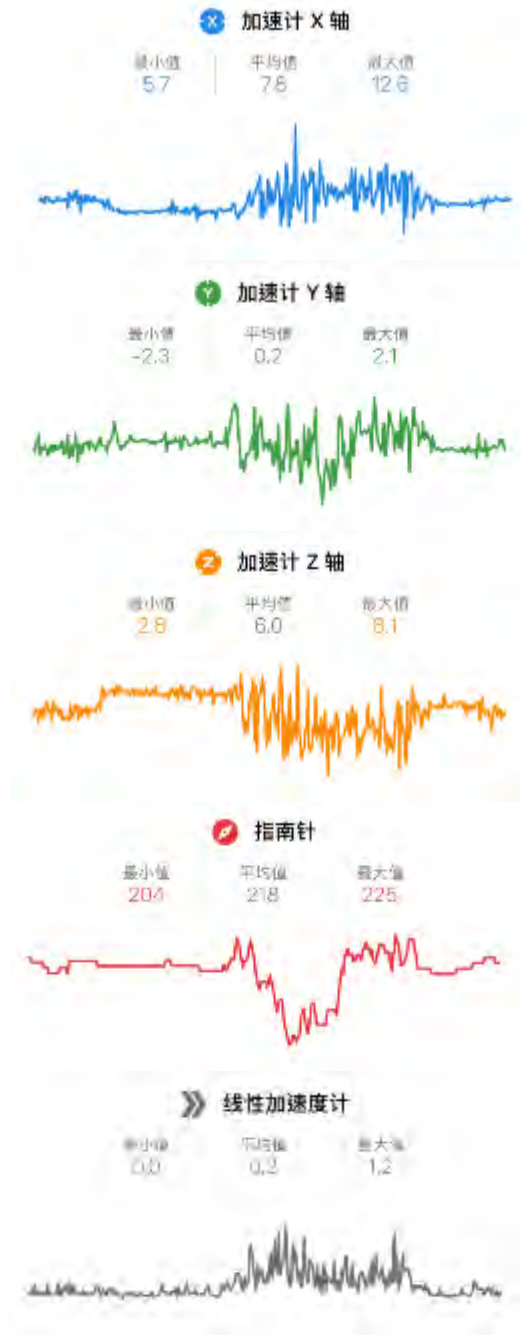 X 加速计 X 轴
最小值 平均值 最大值
5.7 7.8 12.6
Y 加速计 Y 轴
最小值 平均值 最大值
-2.3 0.2 2.1
Z 加速计 Z 轴
最小值 平均值 最大值
2.8 6.0 8.1
指南针
最小值 平均值 最大值
204 218 225
线性加速度计
最小值 平均值 最大值
0.0 1.2